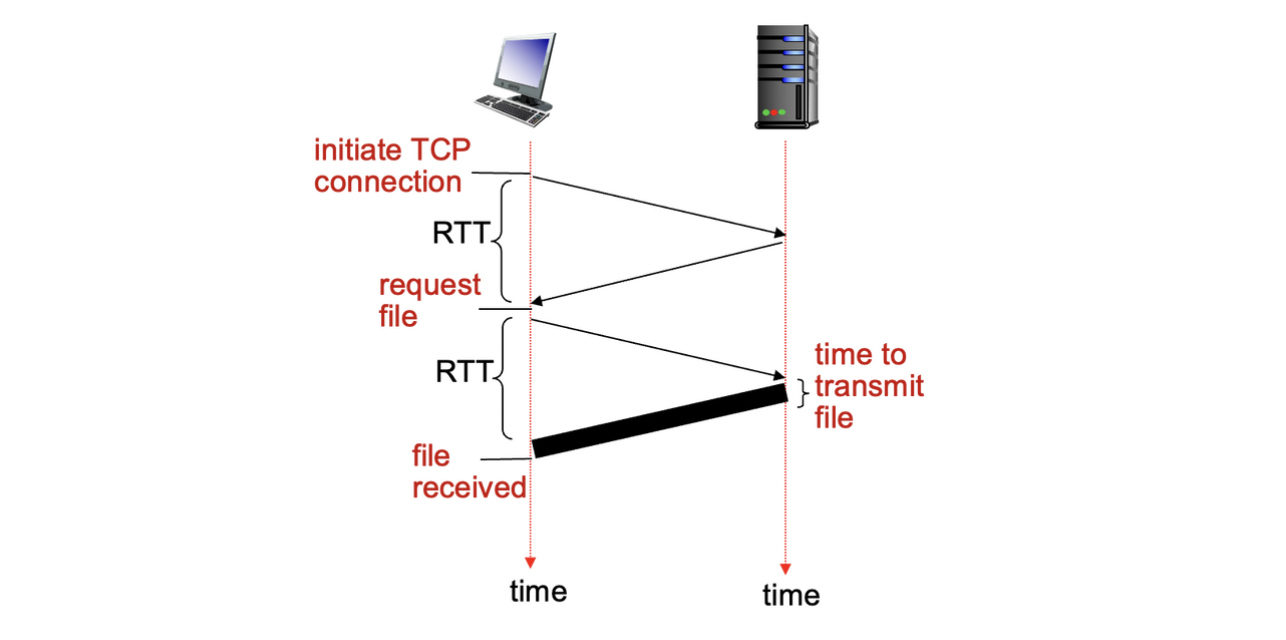 initiate TCP
connection
RTT
request
file
RTT
time to
transmit
file
file
received
time
time